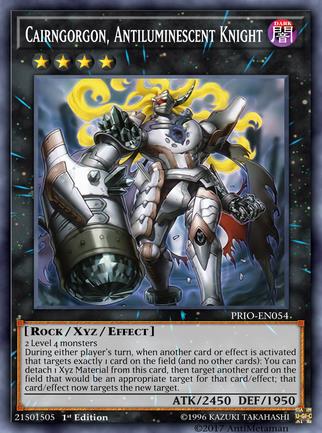 CAIRNGORGON, ANTILUMINESCENT KNIGHT
DARK
闇
PRIO-EN054
[ROCK / XYZ / EFFECT]
2 Level 4 monsters
During either player's turn, when another card or effect is activated
that targets exactly 1 card on the field (and no other cards): You can
detach 1 Xyz Material from this card, then target another card on the
field that would be an appropriate target for that card/effect; that
card/effect now targets the new target.
ATK/2450 DEF/1950
21501505 1st Edition ©1996 KAZUKI TAKAHASHI
©2017 AntiMetaman